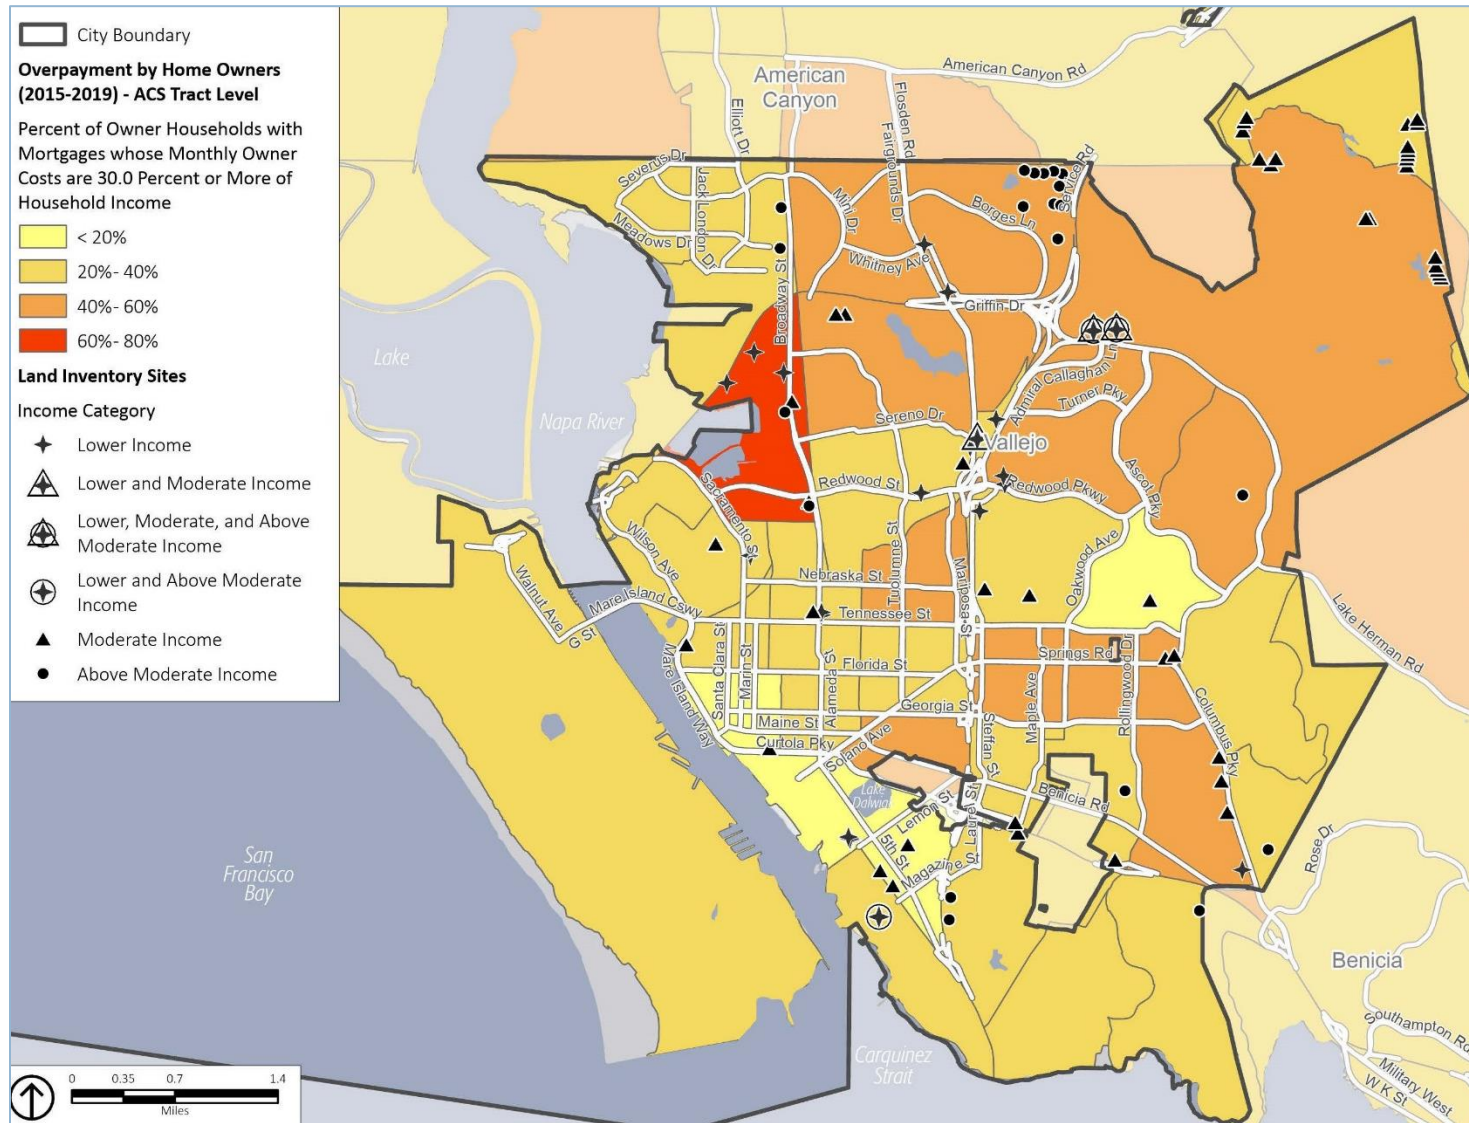 City Boundary
Overpayment by Home Owners
(2015-2019) - ACS Tract Level
Percent of Owner Households with
Mortgages whose Monthly Owner
Costs are 30.0 Percent or More of
Household Income
< 20%
20%- 40%
40%- 60%
60%- 80%
Land Inventory Sites
Income Category
Lower Income
Lower and Moderate Income
Lower, Moderate, and Above
Moderate Income
Lower and Above Moderate
Income
Moderate Income
Above Moderate Income
American
Canyon
American Canyon Rd
Elliott Dr
Flosden Rd
Fairgrounds Dr
Service Rd
Severus Dr
Jack London Dr
Meadows Dr
Mini Dr
Borges Ln
Whitney Ave
Broadway St
Griffin Dr
Lake
Napa River
Admiral Callaghan Ln
Turner Pky
Sereno Dr
Vallejo
Ascot Pky
Redwood St
Redwood Pkwy
Sacramento S
Wilson Ave
Walnut Ave
G St
Mare Island Cswy
Nebraska St
Tuolumne St
Mariposa St
Oakwood Ave
Tennessee St
Lake Herman Rd
Springs Rd
Rollingwood Dr
Santa Clara St
Marin St
Florida St
Alameda St
Mare Island Way
Georgia St
Maine St
Maple Ave
Steffan St
Columbus Pky
Curtola Pky
Solano Ave
Lake
Dalwigk
Lemon St
Laurel St
Benicia Rd
5th St
Magazine St
Rose Dr
San
Francisco
Bay
Benicia
Southampton Rd
Carquinez
Strait
Military West
W K St
0 0.35 0.7 1.4
Miles